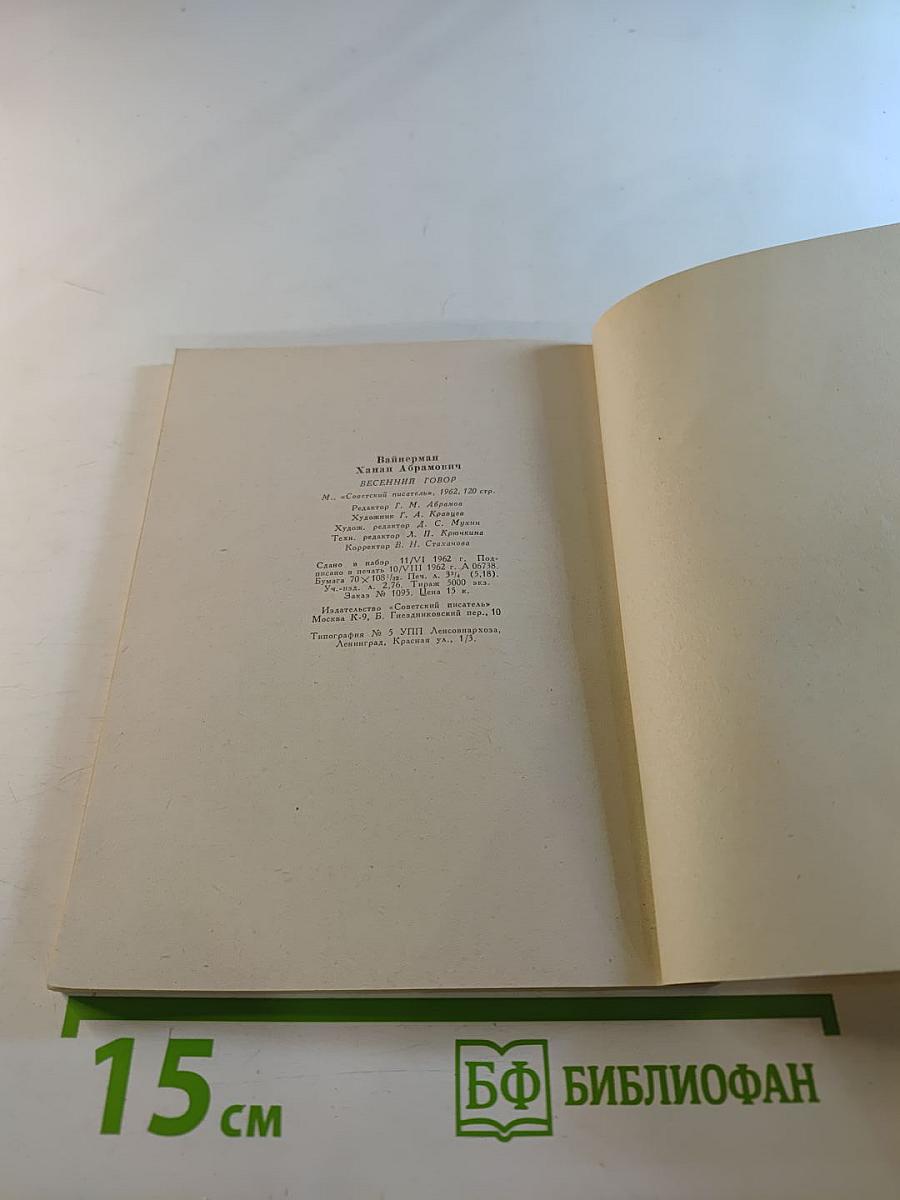 Вайнерман
Ханан Абрамович
ВЕСЕННИЙ ГОВОР
М., «Советский писатель», 1962, 120 стр.
Редактор Г. М. Абрамов
Художник Г. А. Кравцев
Худож. редактор Д. С. Мухин
Техн. редактор Л. П. Крючкина
Корректор В. Н. Стаханова
Сдано в набор 11/VI 1962 г. Под-
писано в печать 10/VIII 1962 г. А 06738.
Бумага 70×108¹/₃₂. Печ. л. 3³/₄ (5,18).
Уч.-изд. л. 2,76. Тираж 5000 экз.
Заказ № 1095. Цена 15 к.
Издательство «Советский писатель»
Москва К-9, Б. Гнездниковский пер., 10
Типография № 5 УПП Ленсовнархоза,
Ленинград, Красная ул., 1/3.
15 см
БФ БИБЛИОФАН